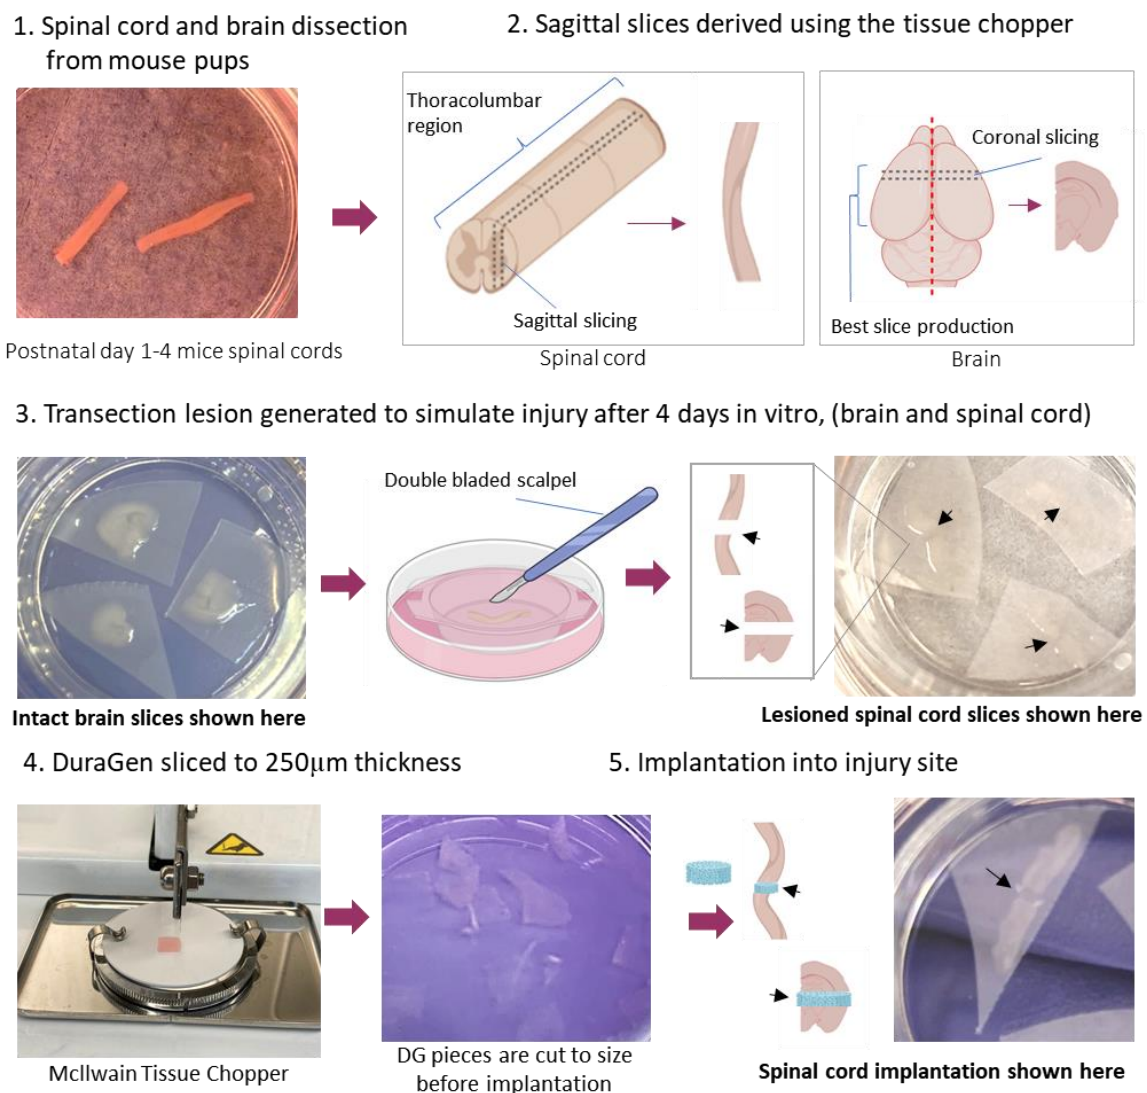 1. Spinal cord and brain dissection
from mouse pups
2. Sagittal slices derived using the tissue chopper
Thoracolumbar
region
Sagittal slicing
Coronal slicing
Best slice production
Postnatal day 1-4 mice spinal cords
Spinal cord
Brain
3. Transection lesion generated to simulate injury after 4 days in vitro, (brain and spinal cord)
Double bladed scalpel
Intact brain slices shown here
Lesioned spinal cord slices shown here
4. DuraGen sliced to 250µm thickness
5. Implantation into injury site
McIlwain Tissue Chopper
DG pieces are cut to size
before implantation
Spinal cord implantation shown here